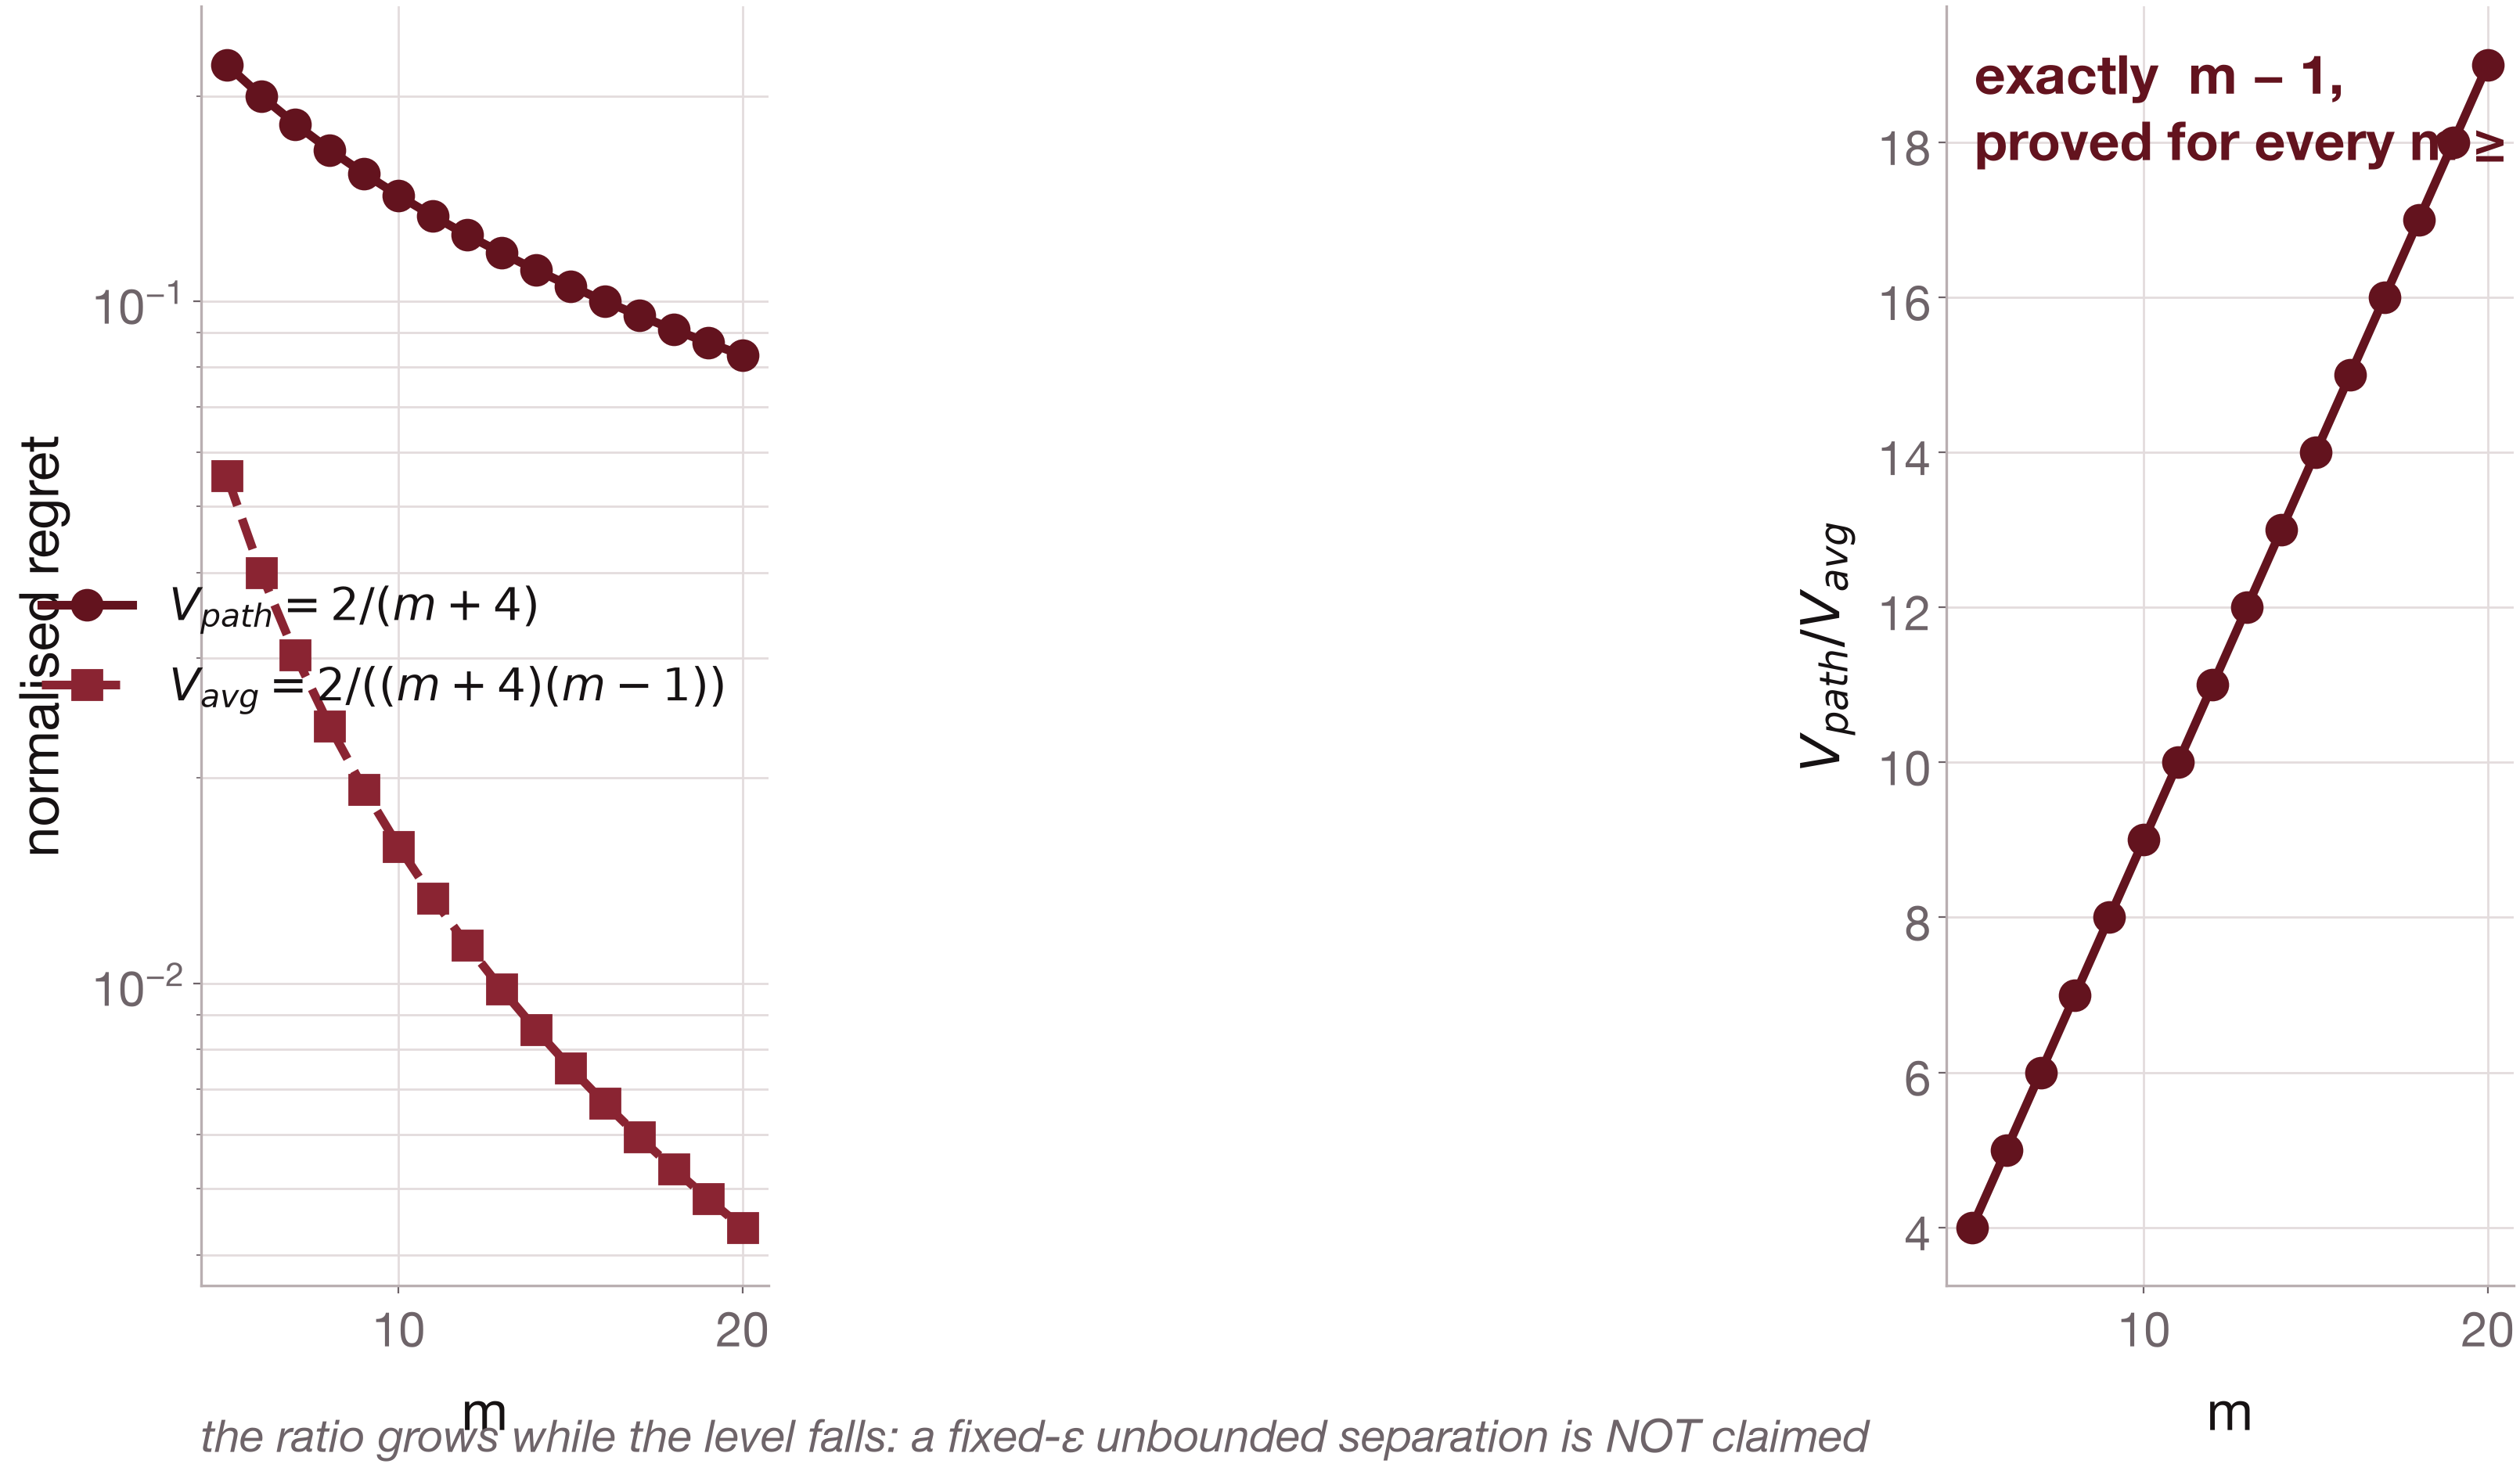 normalised regret
10⁻¹
10⁻²
10
20
m
V_path = 2/(m + 4)
V_avg = 2/((m + 4)(m − 1))
exactly m − 1,
proved for every m ≥
V_path/V_avg
18
16
14
12
10
8
6
4
10
20
m
the ratio grows while the level falls: a fixed-ε unbounded separation is NOT claimed